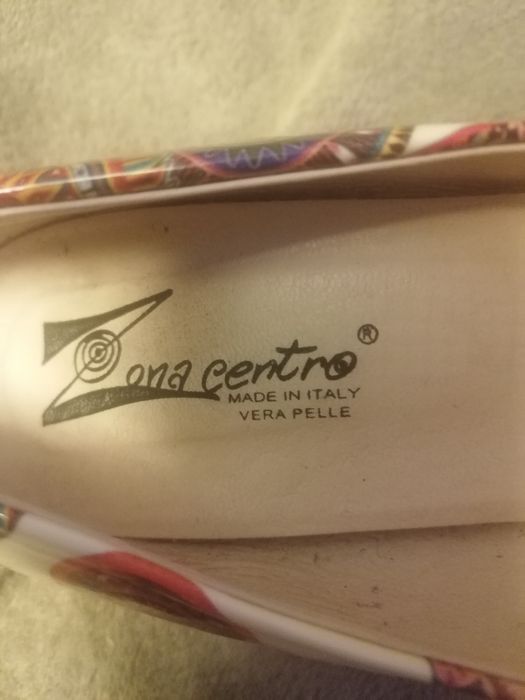 Zona centro ®
MADE IN ITALY
VERA PELLE